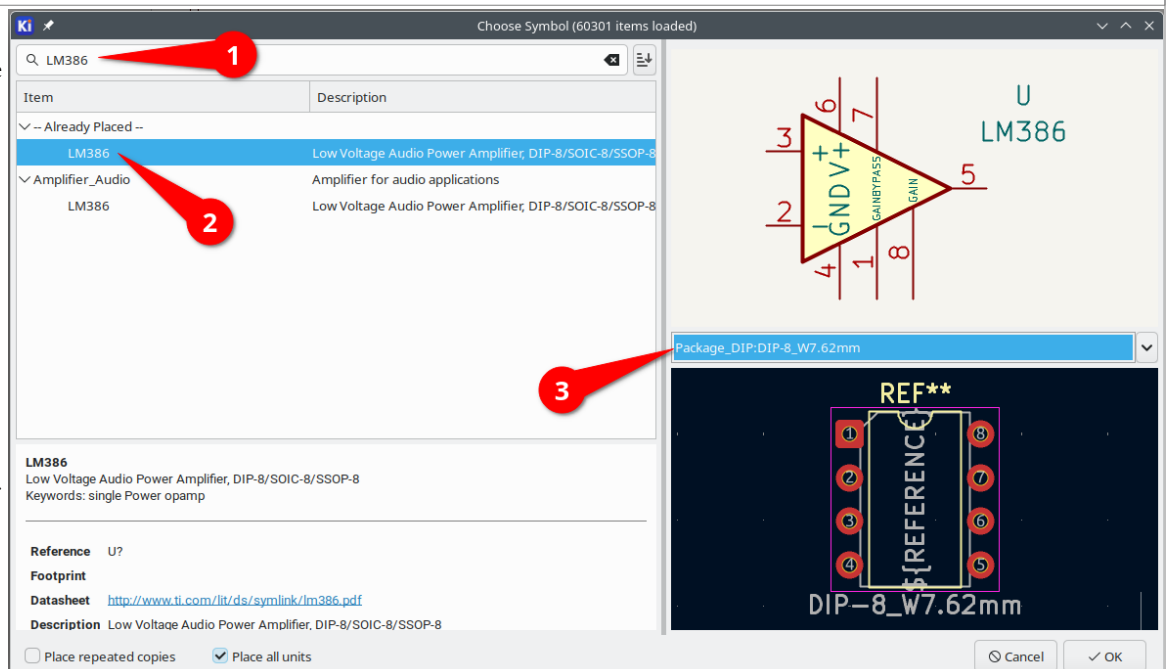 Ki
Choose Symbol (60301 items loaded)
LM386
1
Item Description
-- Already Placed --
LM386 Low Voltage Audio Power Amplifier, DIP-8/SOIC-8/SSOP-8
Amplifier_Audio Amplifier for audio applications
LM386 Low Voltage Audio Power Amplifier, DIP-8/SOIC-8/SSOP-8
2
U
LM386
6
7
3
+
V+
GAINBYPASS
GAIN
5
2
-
GND
4
1
8
Package_DIP:DIP-8_W7.62mm
3
REF**
1 8
2 7
3 6
4 5
${REFERENCE}
DIP-8_W7.62mm
LM386
Low Voltage Audio Power Amplifier, DIP-8/SOIC-8/SSOP-8
Keywords: single Power opamp
Reference U?
Footprint
Datasheet http://www.ti.com/lit/ds/symlink/lm386.pdf
Description Low Voltage Audio Power Amplifier, DIP-8/SOIC-8/SSOP-8
Place repeated copies
Place all units
Cancel
OK